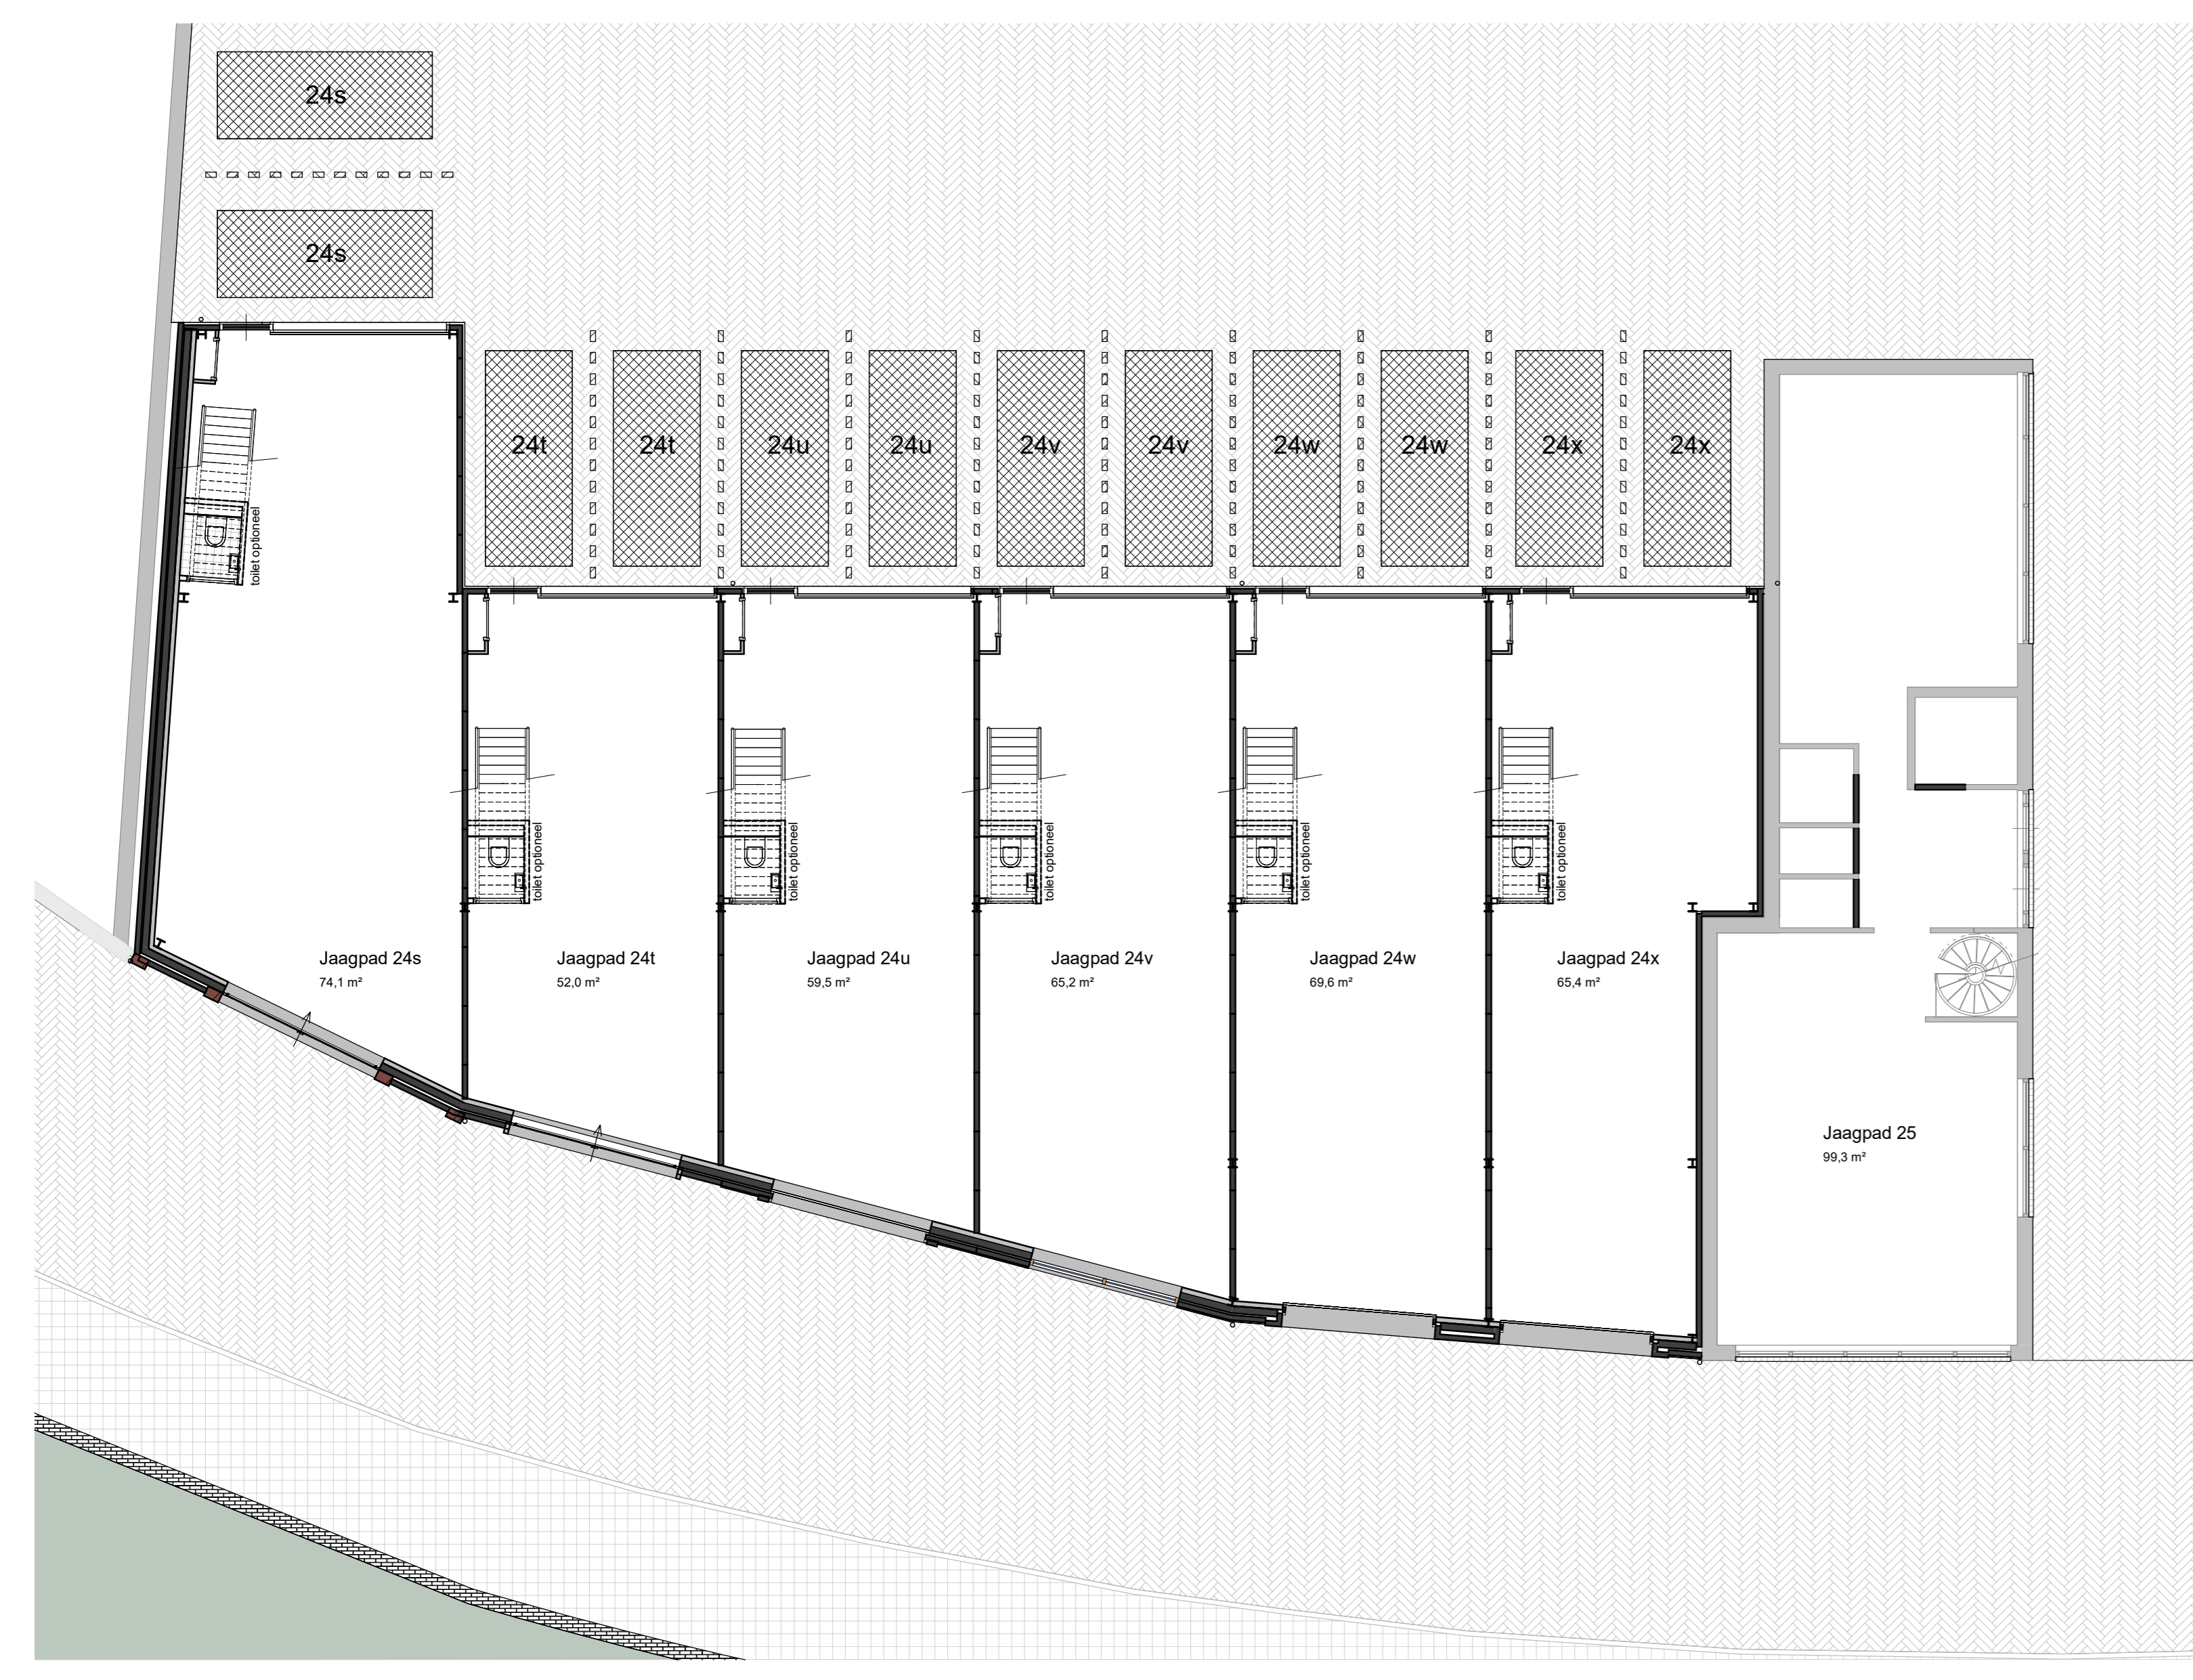 24s
24s
24t
24t
24u
24u
24v
24v
24w
24w
24x
24x
toilet optioneel
toilet optioneel
toilet optioneel
toilet optioneel
toilet optioneel
toilet optioneel
Jaagpad 24s
74,1 m²
Jaagpad 24t
52,0 m²
Jaagpad 24u
59,5 m²
Jaagpad 24v
65,2 m²
Jaagpad 24w
69,6 m²
Jaagpad 24x
65,4 m²
Jaagpad 25
99,3 m²